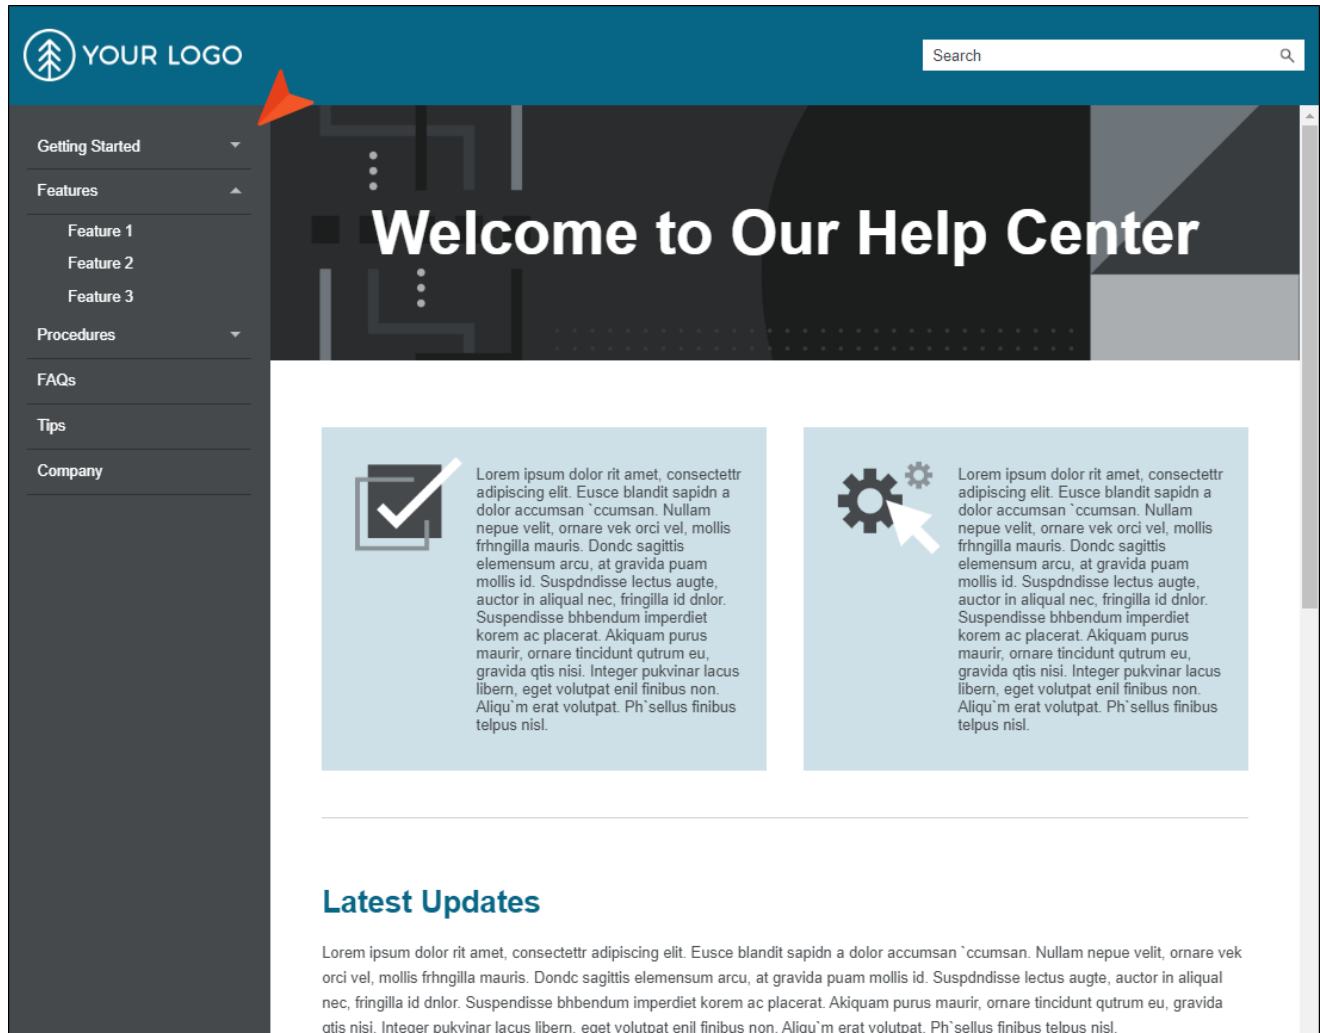 YOUR LOGO
Search
Getting Started
Features
Feature 1
Feature 2
Feature 3
Procedures
FAQs
Tips
Company
Welcome to Our Help Center
Lorem ipsum dolor rit amet, consectettr
adipiscing elit. Eusce blandit sapidn a
dolor accumsan `ccumsan. Nullam
nepue velit, ornare vek orci vel, mollis
frhngilla mauris. Dondc sagittis
elemensum arcu, at gravida puam
mollis id. Suspdndisse lectus augte,
auctor in aliqual nec, fringilla id dnlor.
Suspendisse bhbendum imperdiet
korem ac placerat. Akiquam purus
maurir, ornare tincidunt qutrum eu,
gravida qtis nisi. Integer pukvinar lacus
libern, eget volutpat enil finibus non.
Aliqu`m erat volutpat. Ph`sellus finibus
telpus nisl.
Lorem ipsum dolor rit amet, consectettr
adipiscing elit. Eusce blandit sapidn a
dolor accumsan `ccumsan. Nullam
nepue velit, ornare vek orci vel, mollis
frhngilla mauris. Dondc sagittis
elemensum arcu, at gravida puam
mollis id. Suspdndisse lectus augte,
auctor in aliqual nec, fringilla id dnlor.
Suspendisse bhbendum imperdiet
korem ac placerat. Akiquam purus
maurir, ornare tincidunt qutrum eu,
gravida qtis nisi. Integer pukvinar lacus
libern, eget volutpat enil finibus non.
Aliqu`m erat volutpat. Ph`sellus finibus
telpus nisl.
Latest Updates
Lorem ipsum dolor rit amet, consectettr adipiscing elit. Eusce blandit sapidn a dolor accumsan `ccumsan. Nullam nepue velit, ornare vek
orci vel, mollis frhngilla mauris. Dondc sagittis elemensum arcu, at gravida puam mollis id. Suspdndisse lectus augte, auctor in aliqual
nec, fringilla id dnlor. Suspendisse bhbendum imperdiet korem ac placerat. Akiquam purus maurir, ornare tincidunt qutrum eu, gravida
qtis nisi. Integer pukvinar lacus libern, eget volutpat enil finibus non. Aliqu`m erat volutpat. Ph`sellus finibus telpus nisl.